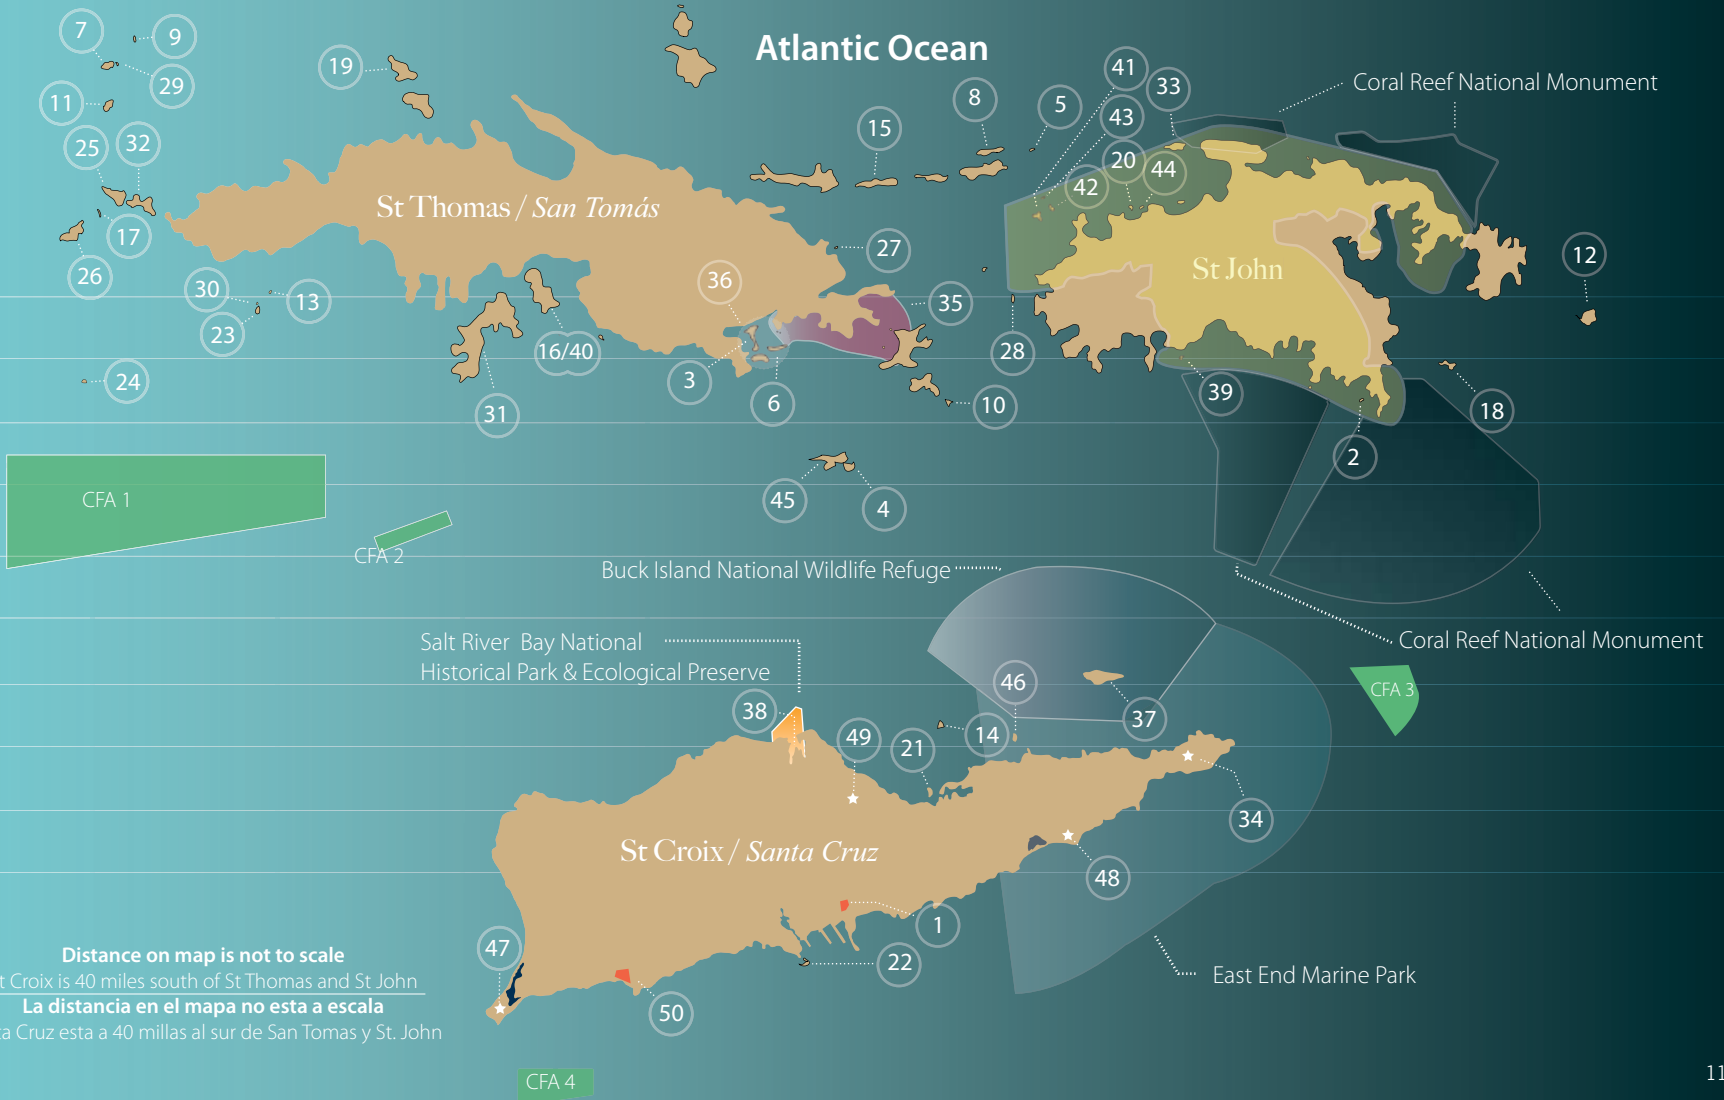 Atlantic Ocean
7
9
19
41
33
Coral Reef National Monument
29
8
5
11
43
15
25
32
20
44
42
St Thomas / San Tomás
17
27
12
26
St John
36
30
13
35
23
16/40
28
24
3
39
6
10
18
31
2
45
4
CFA 1
CFA 2
Buck Island National Wildlife Refuge
Salt River Bay National
Historical Park & Ecological Preserve
Coral Reef National Monument
46
CFA 3
38
37
49
14
21
34
St Croix / Santa Cruz
48
1
47
22
East End Marine Park
50
Distance on map is not to scale
Croix is 40 miles south of St Thomas and St John
La distancia en el mapa no esta a escala
Cruz esta a 40 millas al sur de San Tomas y St. John
CFA 4
11